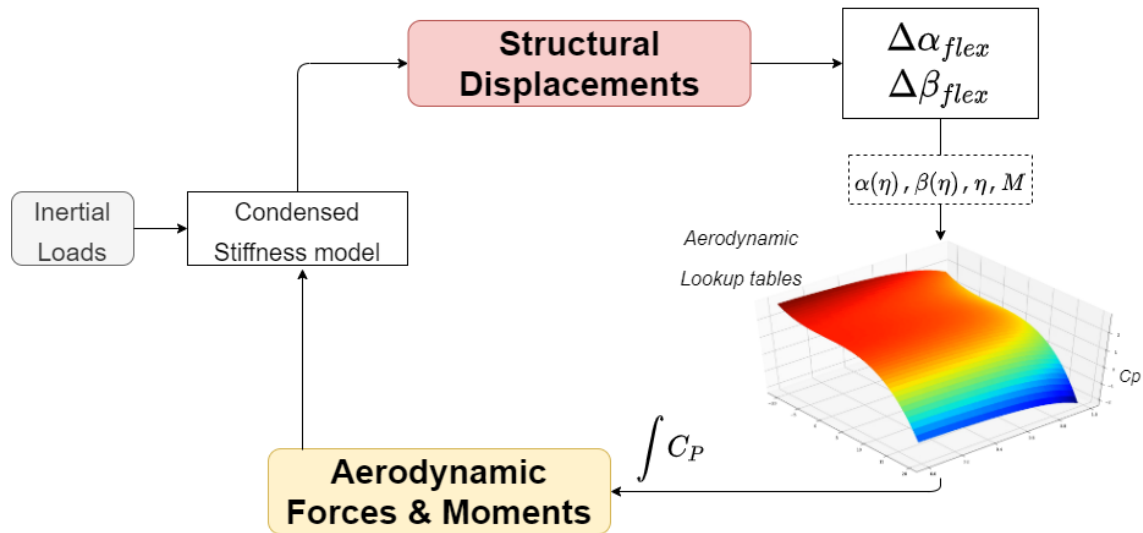 Structural
Displacements
Δα_flex
Δβ_flex
α(η) , β(η) , η , M
Inertial
Loads
Condensed
Stiffness model
Aerodynamic
Lookup tables
Cp
∫ C_P
Aerodynamic
Forces & Moments